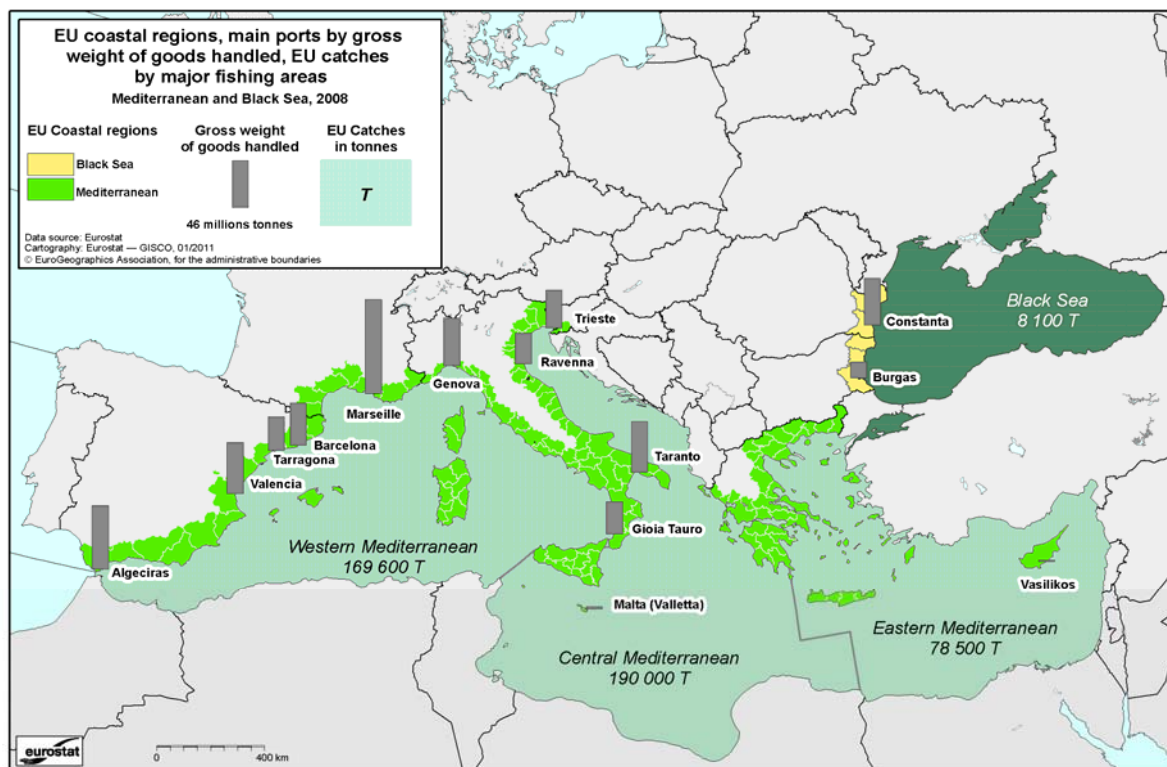 EU coastal regions, main ports by gross
weight of goods handled, EU catches
by major fishing areas
Mediterranean and Black Sea, 2008
EU Coastal regions
Black Sea
Mediterranean
Gross weight
of goods handled
46 millions tonnes
EU Catches
in tonnes
T
Data source: Eurostat
Cartography: Eurostat — GISCO, 01/2011
© EuroGeographics Association, for the administrative boundaries
Trieste
Ravenna
Genova
Marseille
Barcelona
Tarragona
Valencia
Algeciras
Constanta
Burgas
Black Sea
8 100 T
Taranto
Gioia Tauro
Western Mediterranean
169 600 T
Malta (Valletta)
Vasilikos
Central Mediterranean
190 000 T
Eastern Mediterranean
78 500 T
eurostat
0 400 km